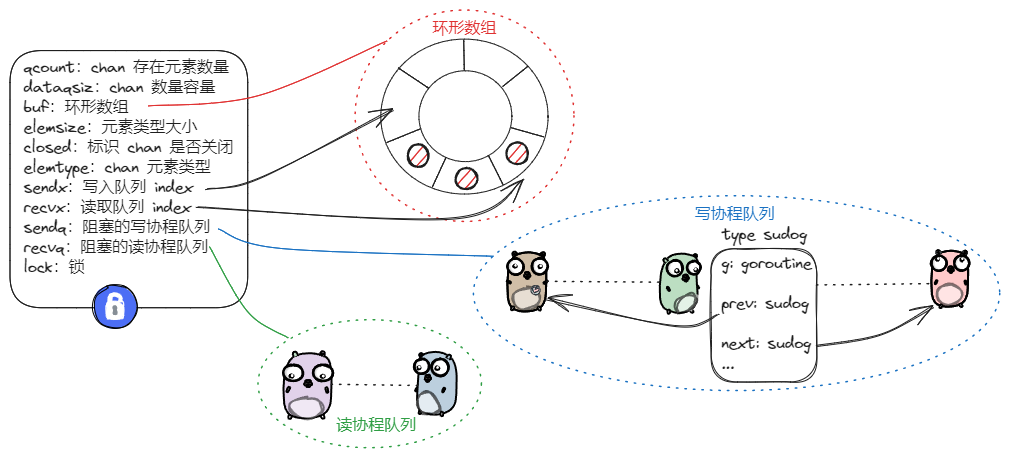 qcount: chan 存在元素数量
dataqsiz: chan 数量容量
buf: 环形数组
elemsize: 元素类型大小
closed: 标识 chan 是否关闭
elemtype: chan 元素类型
sendx: 写入队列 index
recvx: 读取队列 index
sendq: 阻塞的写协程队列
recvq: 阻塞的读协程队列
lock: 锁
环形数组
写协程队列
type sudog
g: goroutine
prev: sudog
next: sudog
...
读协程队列